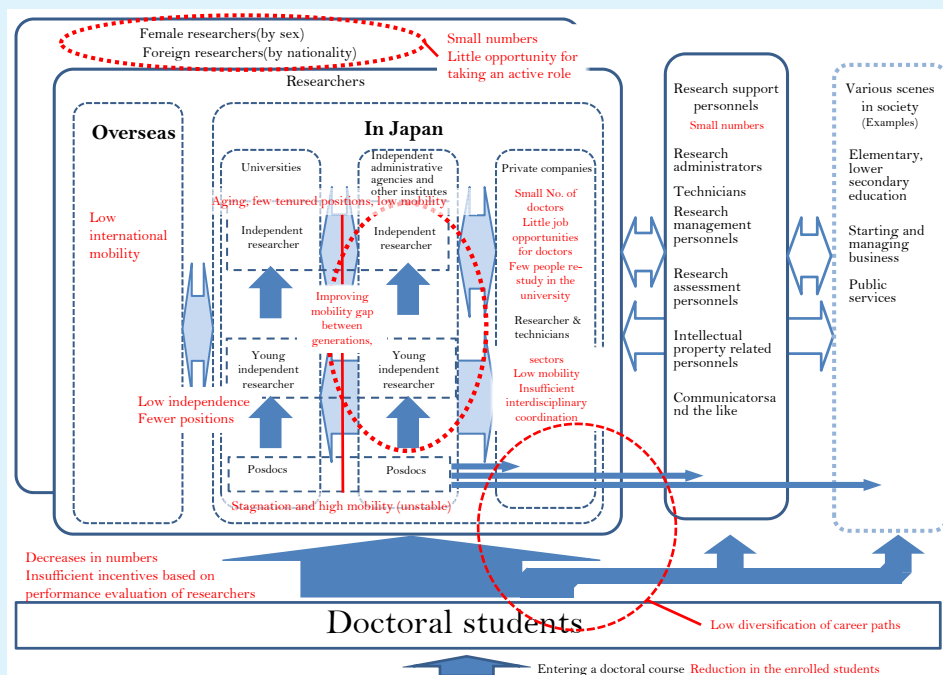 Female researchers(by sex)
Foreign researchers(by nationality)
Small numbers
Little opportunity for
taking an active role
Researchers
Overseas
Low
international
mobility
In Japan
Universities
Independent
administrative
agencies and
other institutes
Aging, few tenured positions, low mobility
Independent
researcher
Independent
researcher
Improving
mobility gap
between
generations,
Young
independent
researcher
Young
independent
researcher
Low independence
Fewer positions
Posdocs
Posdocs
Stagnation and high mobility (unstable)
Private companies
Small No. of
doctors
Little job
opportunities
for doctors
Few people re-
study in the
university
Researcher &
technicians
sectors
Low mobility
Insufficient
interdisciplinary
coordination
Research support
personnels
Small numbers
Research
administrators
Technicians
Research
management
personnels
Research
assessment
personnels
Intellectual
property related
personnels
Communicatorsa
nd the like
Various scenes
in society
(Examples)
Elementary,
lower
secondary
education
Starting and
managing
business
Public
services
Decreases in numbers
Insufficient incentives based on
performance evaluation of researchers
Doctoral students
Low diversification of career paths
Entering a doctoral course Reduction in the enrolled students